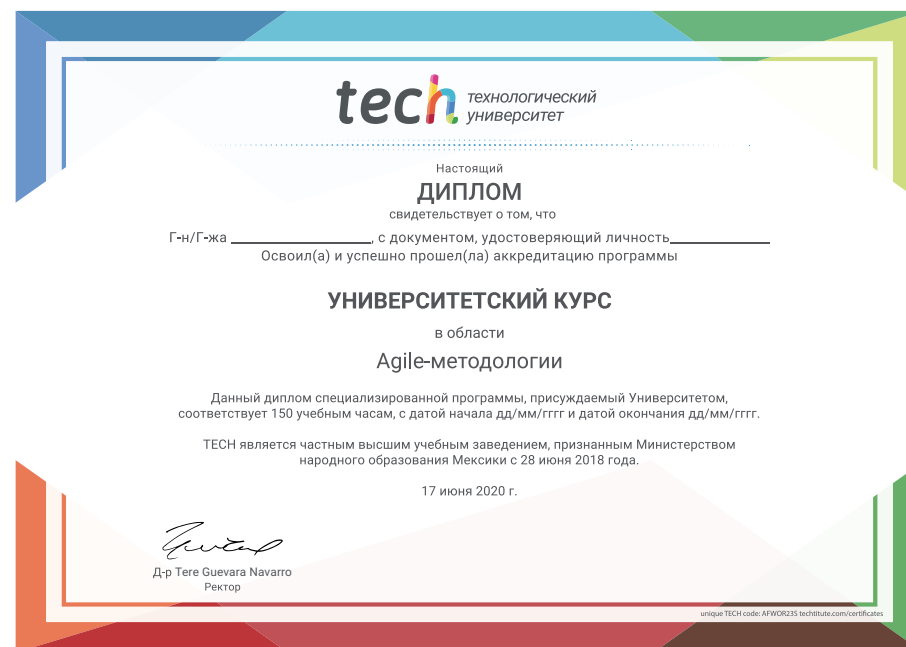 tech технологический
университет
Настоящий
ДИПЛОМ
свидетельствует о том, что
Г-н/Г-жа ____________________, с документом, удостоверяющий личность______________
Освоил(а) и успешно прошел(ла) аккредитацию программы
УНИВЕРСИТЕТСКИЙ КУРС
в области
Agile-методологии
Данный диплом специализированной программы, присуждаемый Университетом,
соответствует 150 учебным часам, с датой начала дд/мм/гггг и датой окончания дд/мм/гггг.
TECH является частным высшим учебным заведением, признанным Министерством
народного образования Мексики с 28 июня 2018 года.
17 июня 2020 г.
Д-р Tere Guevara Navarro
Ректор
unique TECH code: AFWOR23S techtitute.com/certificates